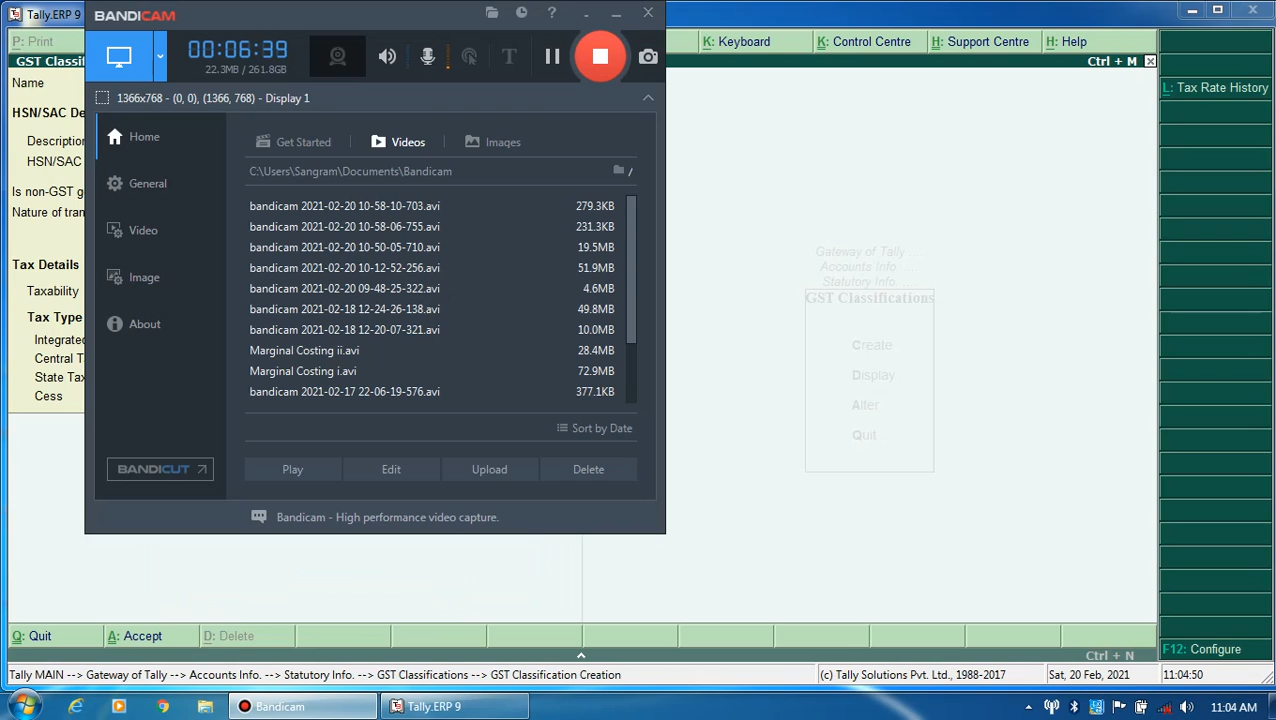 Tally.ERP 9
P: Print
K: Keyboard
K: Control Centre
H: Support Centre
H: Help
GST Classif
Ctrl + M
L: Tax Rate History
Name
HSN/SAC De
Description
HSN/SAC
Is non-GST g
Nature of tran
Tax Details
Taxability
Tax Type
Integrated
Central T
State Tax
Cess
BANDICAM
?
00:06:39
22.3MB / 261.8GB
T
1366x768 - (0, 0), (1366, 768) - Display 1
Home
General
Video
Image
About
BANDICUT
Get Started
Videos
Images
C:\Users\Sangram\Documents\Bandicam
/
bandicam 2021-02-20 10-58-10-703.avi 279.3KB
bandicam 2021-02-20 10-58-06-755.avi 231.3KB
bandicam 2021-02-20 10-50-05-710.avi 19.5MB
bandicam 2021-02-20 10-12-52-256.avi 51.9MB
bandicam 2021-02-20 09-48-25-322.avi 4.6MB
bandicam 2021-02-18 12-24-26-138.avi 49.8MB
bandicam 2021-02-18 12-20-07-321.avi 10.0MB
Marginal Costing ii.avi 28.4MB
Marginal Costing i.avi 72.9MB
bandicam 2021-02-17 22-06-19-576.avi 377.1KB
Sort by Date
Play
Edit
Upload
Delete
Bandicam - High performance video capture.
Gateway of Tally ...
Accounts Info. ...
Statutory Info. ...
GST Classifications
Create
Display
Alter
Quit
Q: Quit
A: Accept
D: Delete
F12: Configure
Ctrl + N
Tally MAIN --> Gateway of Tally --> Accounts Info. --> Statutory Info. --> GST Classifications --> GST Classification Creation
(c) Tally Solutions Pvt. Ltd., 1988-2017
Sat, 20 Feb, 2021
11:04:50
Bandicam
Tally.ERP 9
11:04 AM